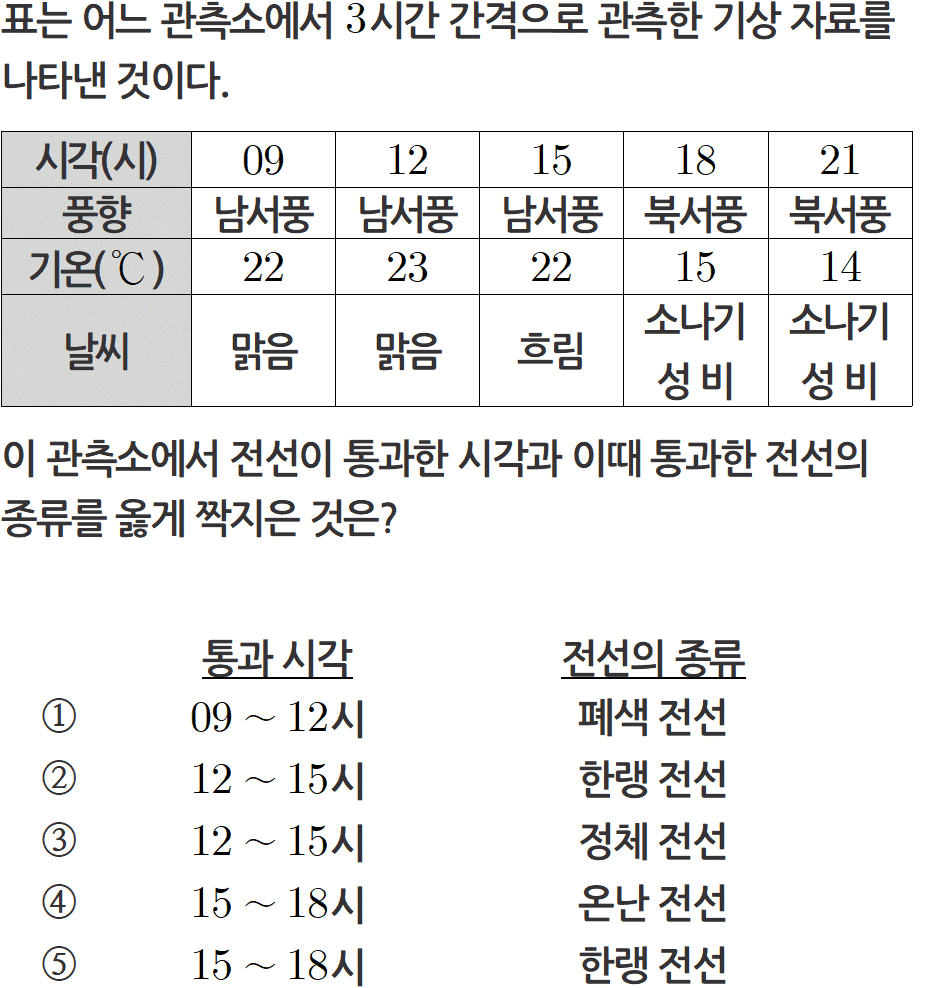 표는 어느 관측소에서 3시간 간격으로 관측한 기상 자료를
나타낸 것이다.
시각(시) 09 12 15 18 21
풍향 남서풍 남서풍 남서풍 북서풍 북서풍
기온(℃) 22 23 22 15 14
날씨 맑음 맑음 흐림 소나기 성 비 소나기 성 비
이 관측소에서 전선이 통과한 시각과 이때 통과한 전선의
종류를 옳게 짝지은 것은?
통과 시각 전선의 종류
① 09 ~ 12시 폐색 전선
② 12 ~ 15시 한랭 전선
③ 12 ~ 15시 정체 전선
④ 15 ~ 18시 온난 전선
⑤ 15 ~ 18시 한랭 전선